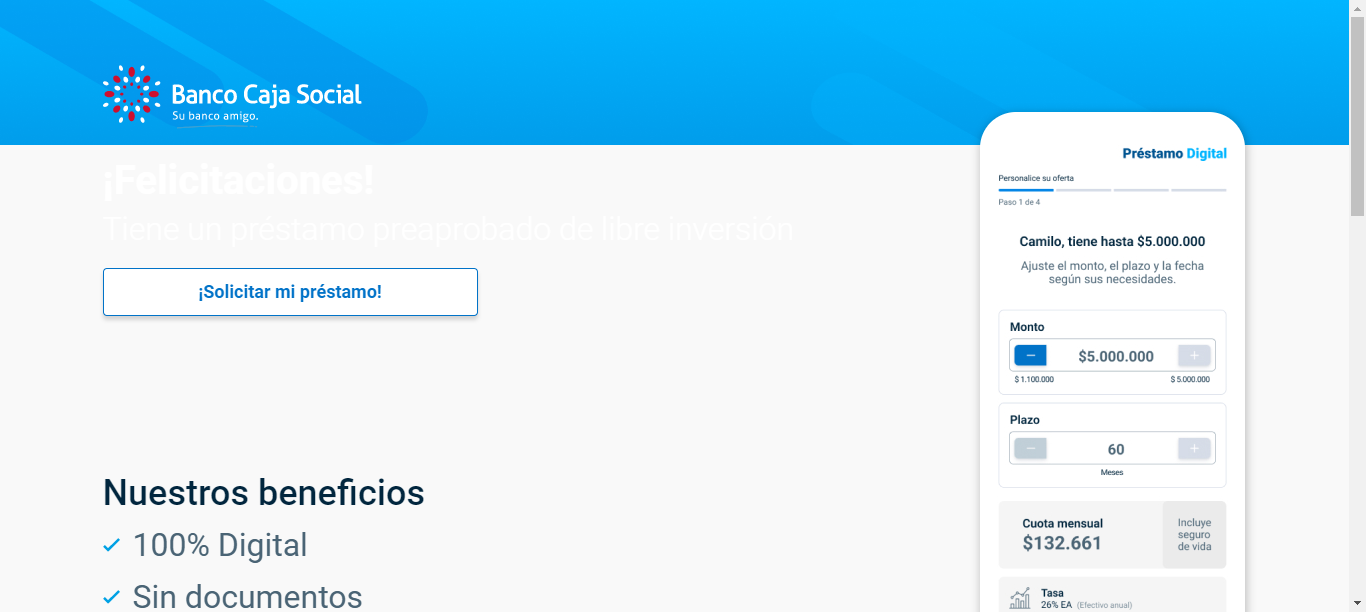 Banco Caja Social
Su banco amigo.
¡Felicitaciones!
Tiene un préstamo preaprobado de libre inversión
¡Solicitar mi préstamo!
Nuestros beneficios
100% Digital
Sin documentos
Préstamo Digital
Personalice su oferta
Paso 1 de 4
Camilo, tiene hasta $5.000.000
Ajuste el monto, el plazo y la fecha
según sus necesidades.
Monto
− $5.000.000 +
$ 1.100.000 $ 5.000.000
Plazo
− 60 +
Meses
Cuota mensual
$132.661
Incluye
seguro
de vida
Tasa
26% EA (Efectivo anual)